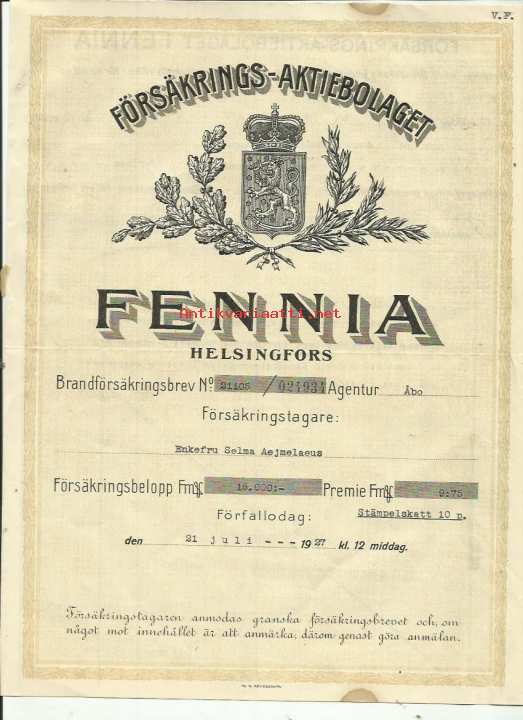 V.F.
FÖRSÄKRINGS-AKTIEBOLAGET
FENNIA
Antikvariaatti.net
HELSINGFORS
Brandförsäkringsbrev No 21105 / 024934 Agentur Åbo
Försäkringstagare:
Enkefru Selma Aejmelaeus
Försäkringsbelopp Fmk 15.000:- Premie Fmk 9:75
Förfallodag: Stämpelskatt 10 p.
den 21 juli --- 1927 kl. 12 middag.
Försäkringstagaren anmodas granska försäkringsbrevet och, om
något mot innehållet är att anmärka, därom genast göra anmälan.